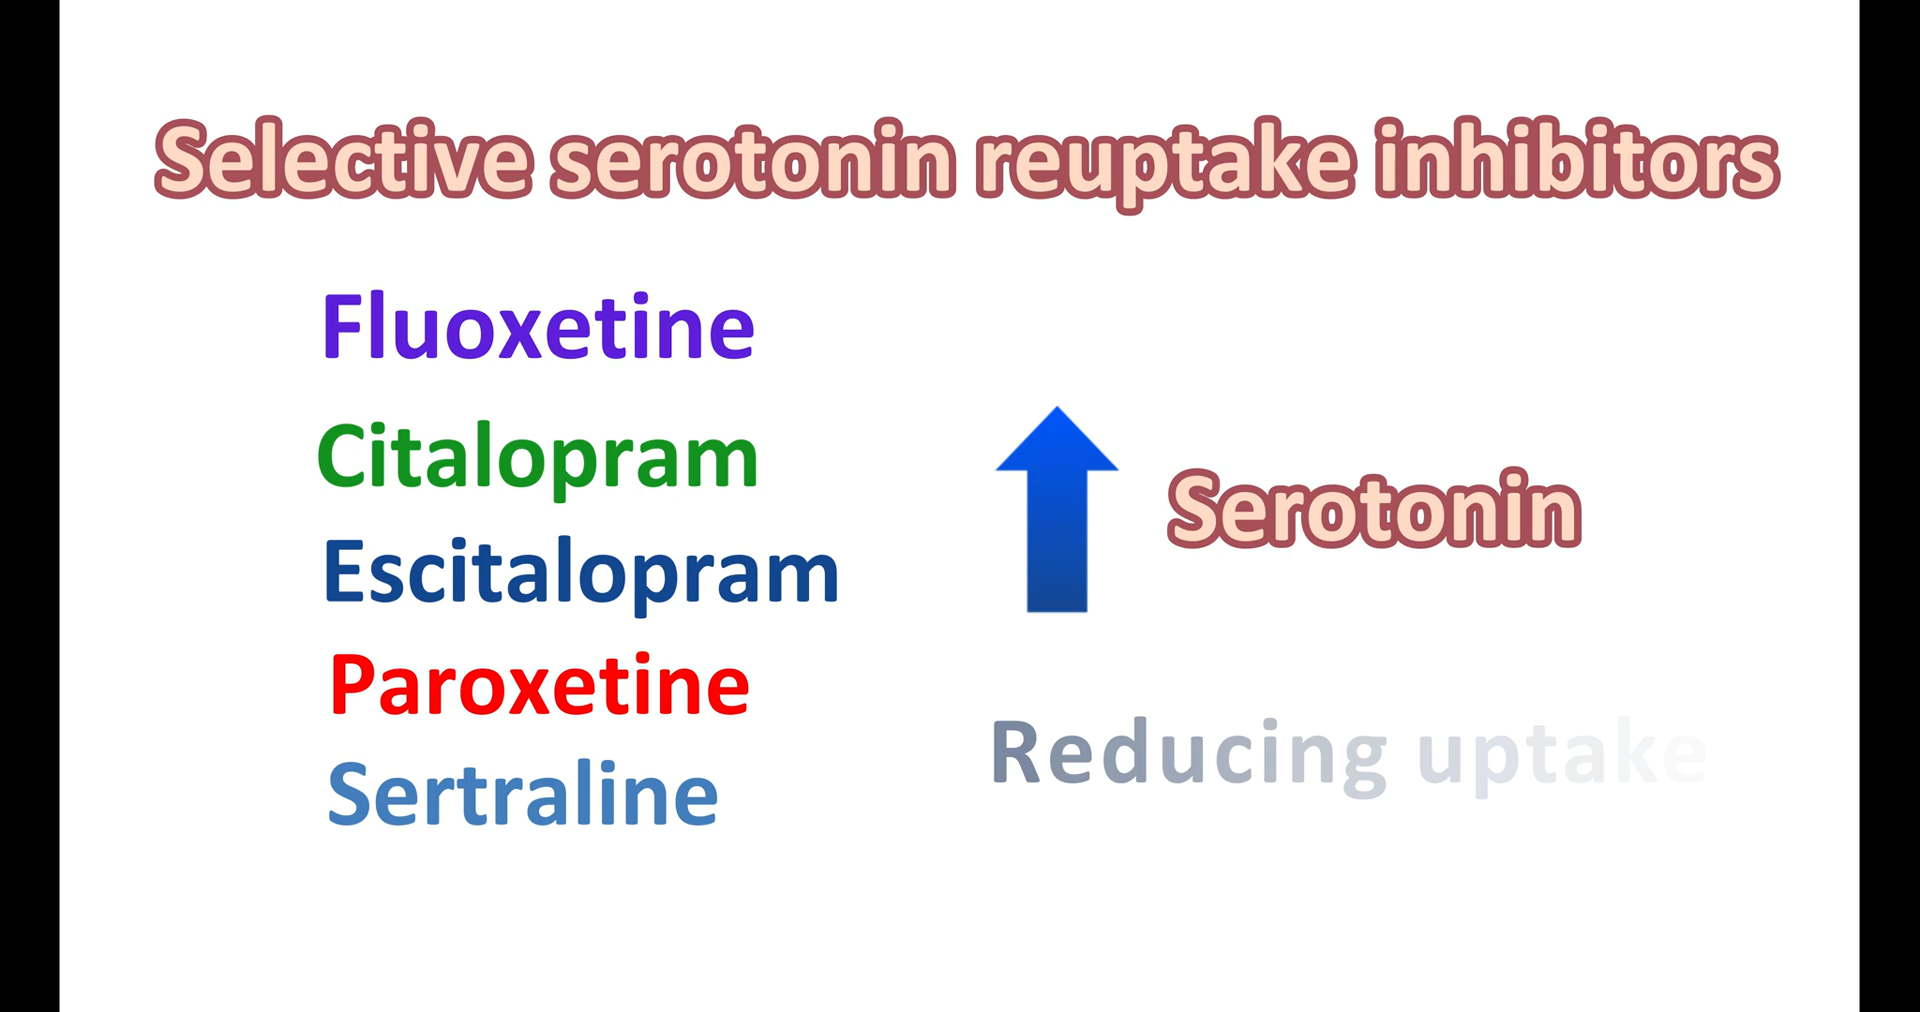 Selective serotonin reuptake inhibitors
Fluoxetine
Citalopram
Escitalopram
Paroxetine
Sertraline
Serotonin
Reducing uptake